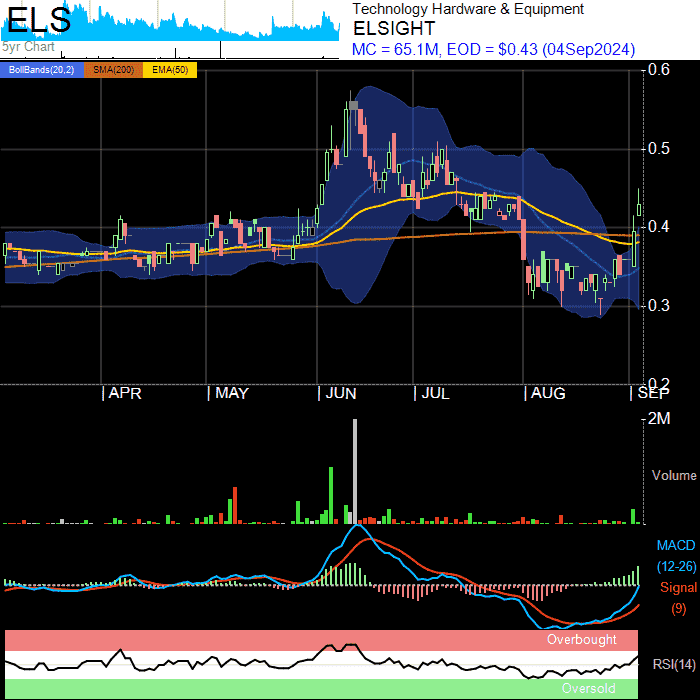 ELS
5yr Chart
Technology Hardware & Equipment
ELSIGHT
MC = 65.1M, EOD = $0.43 (04Sep2024)
BollBands(20,2) SMA(200) EMA(50)
0.6
0.5
0.4
0.3
0.2
APR MAY JUN JUL AUG SEP
2M
Volume
MACD
(12-26)
Signal
(9)
Overbought
RSI(14)
Oversold